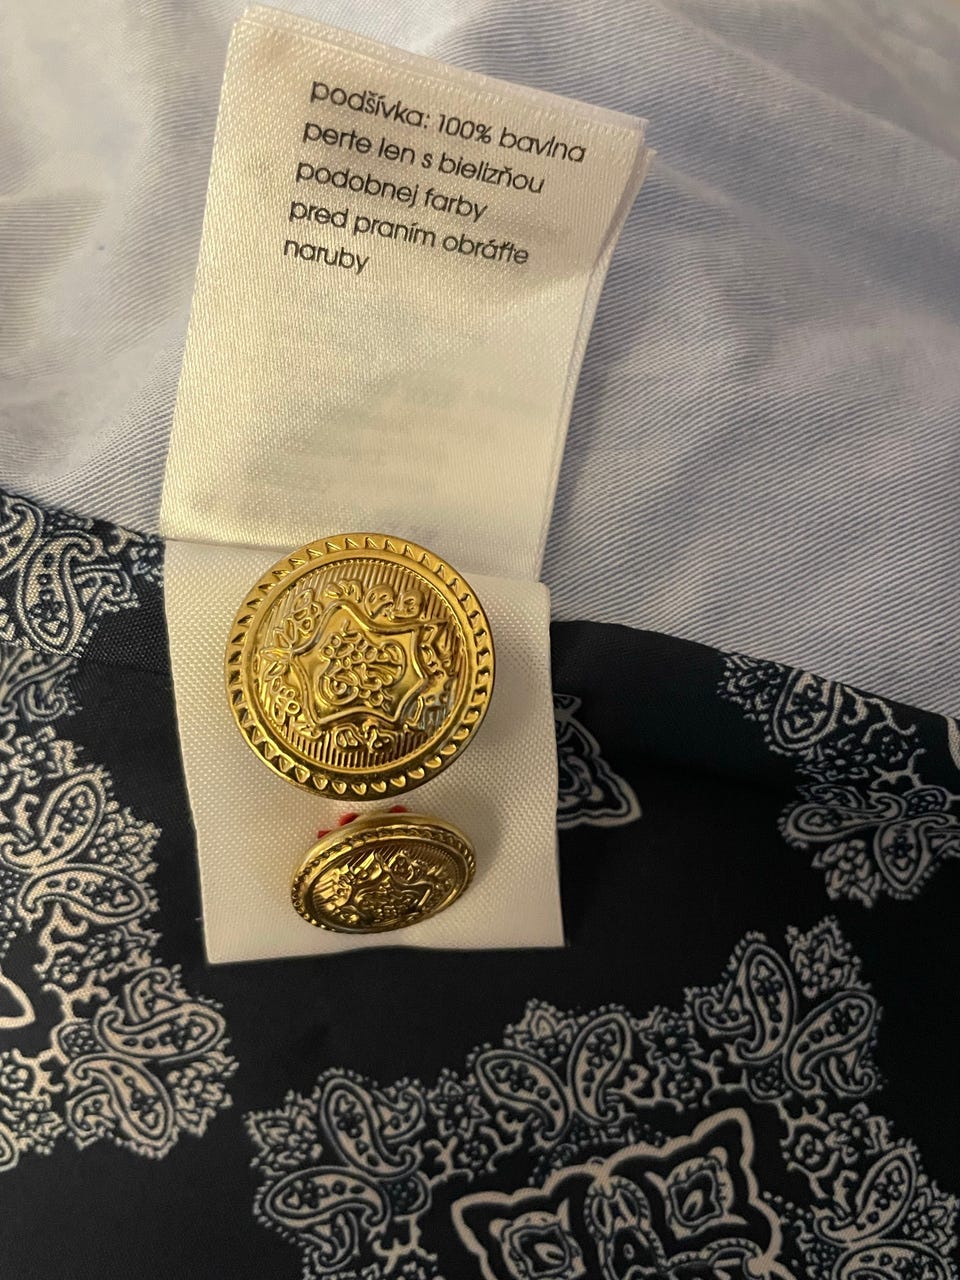 podšívka: 100% bavlna
perte len s bielizňou
podobnej farby
pred praním obráťte
naruby